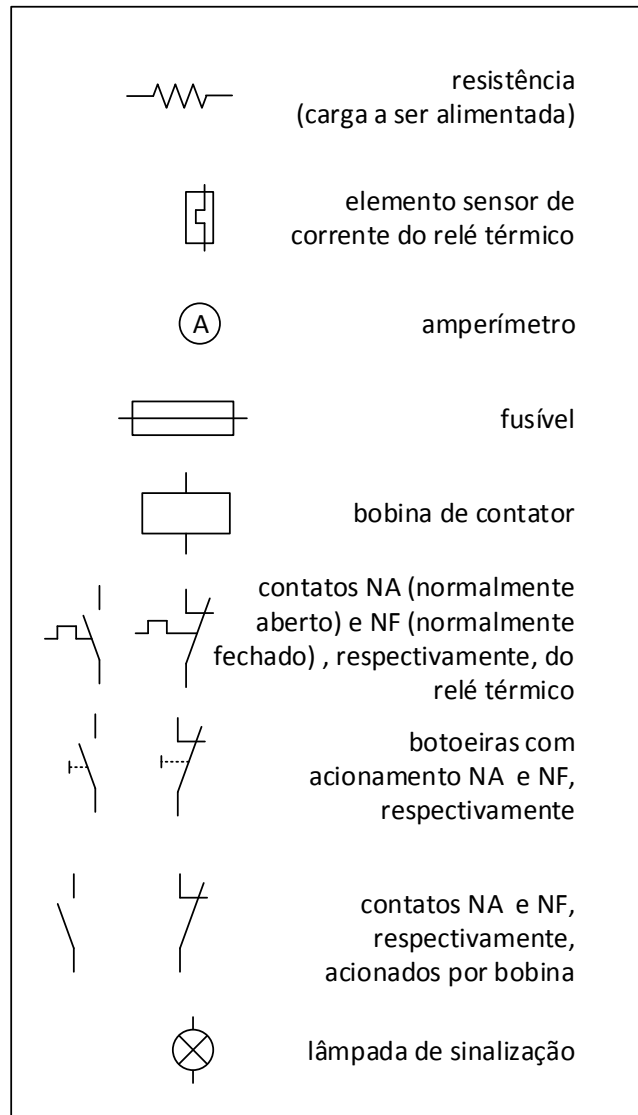 resistência
(carga a ser alimentada)
elemento sensor de
corrente do relé térmico
A
amperímetro
fusível
bobina de contator
contatos NA (normalmente
aberto) e NF (normalmente
fechado) , respectivamente, do
relé térmico
botoeiras com
acionamento NA e NF,
respectivamente
contatos NA e NF,
respectivamente,
acionados por bobina
lâmpada de sinalização